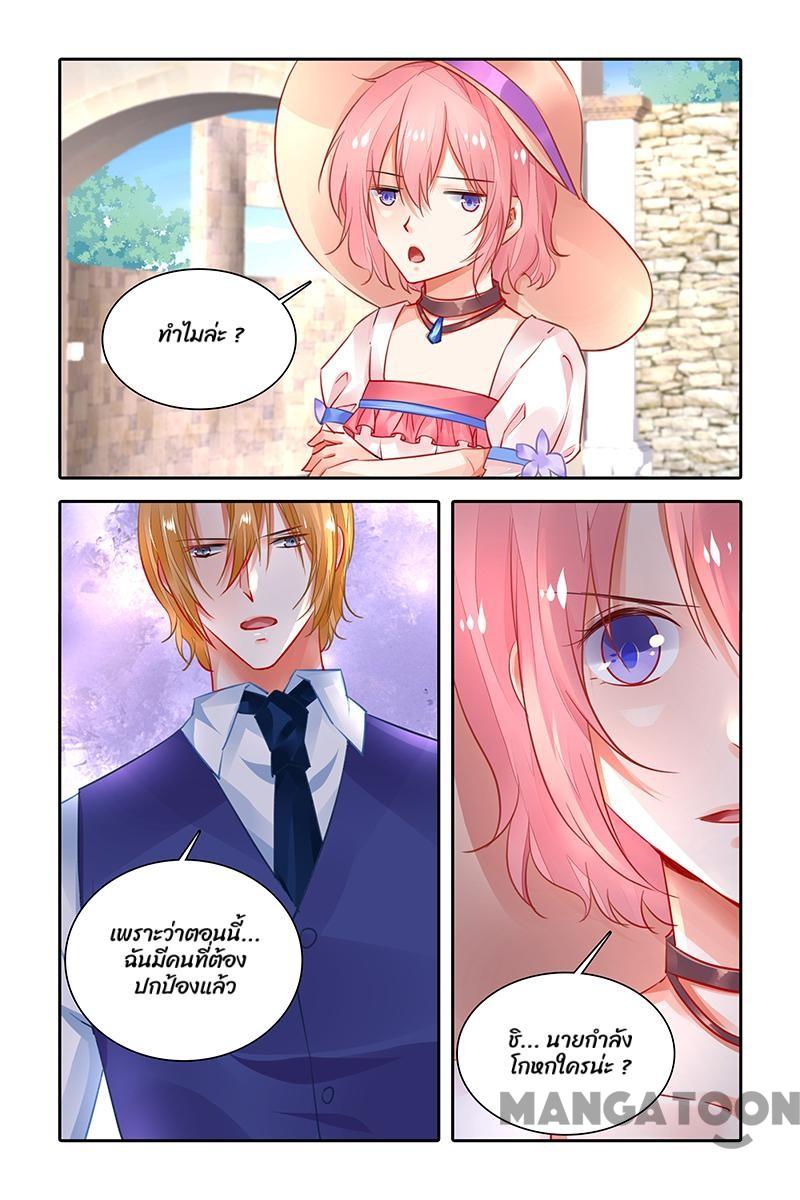 ทำไมล่ะ ?
เพราะว่าตอนนี้...
ฉันมีคนที่ต้อง
ปกป้องแล้ว
ชิ... นายกำลัง
โกหกใครน่ะ ?
MANGATOON